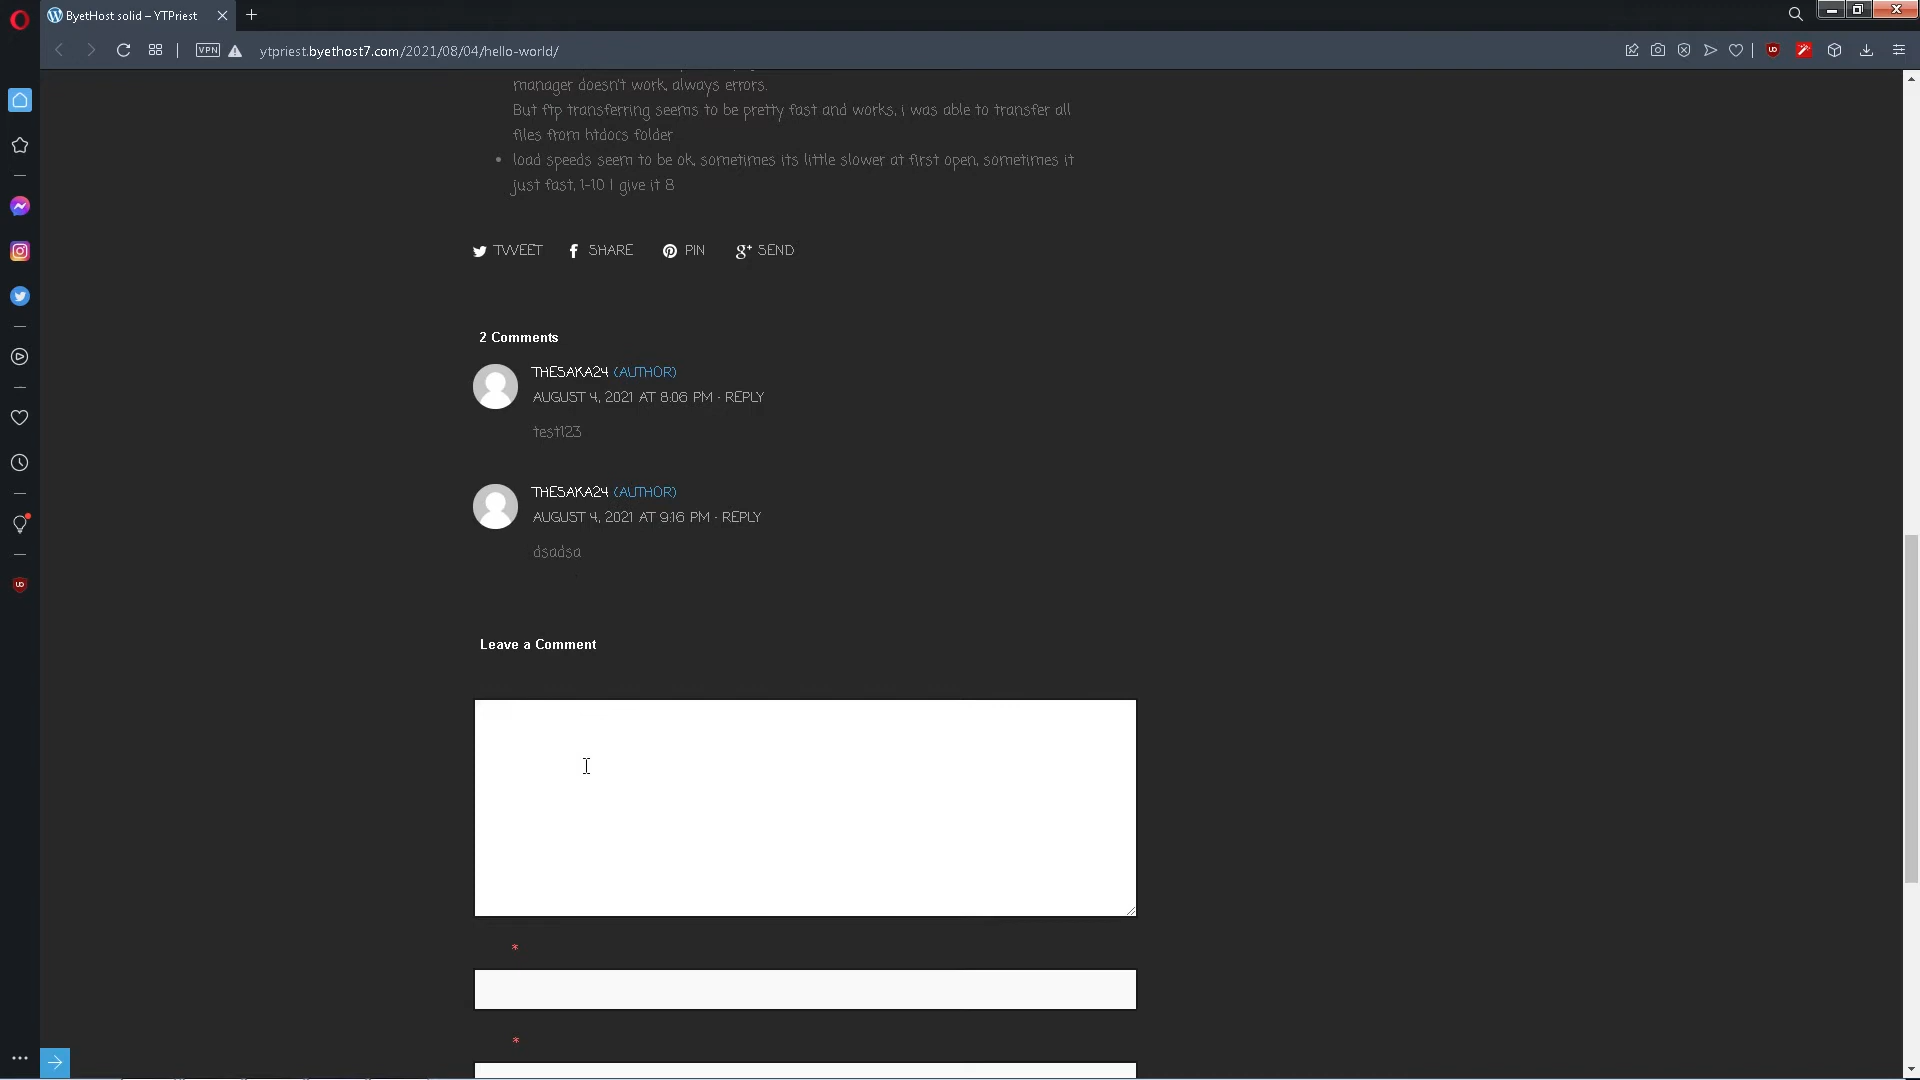 ByetHost solid – YTPriest
VPN
ytpriest.byethost7.com/2021/08/04/hello-world/
manager doesn't work, always errors.
But ftp transferring seems to be pretty fast and works, i was able to transfer all
files from htdocs folder
load speeds seem to be ok, sometimes its little slower at first open, sometimes it
just fast, 1-10 I give it 8
TWEET SHARE PIN SEND
2 Comments
THESAKA24 (AUTHOR)
AUGUST 4, 2021 AT 8:06 PM · REPLY
test123
THESAKA24 (AUTHOR)
AUGUST 4, 2021 AT 9:16 PM · REPLY
dsadsa
Leave a Comment
*
*